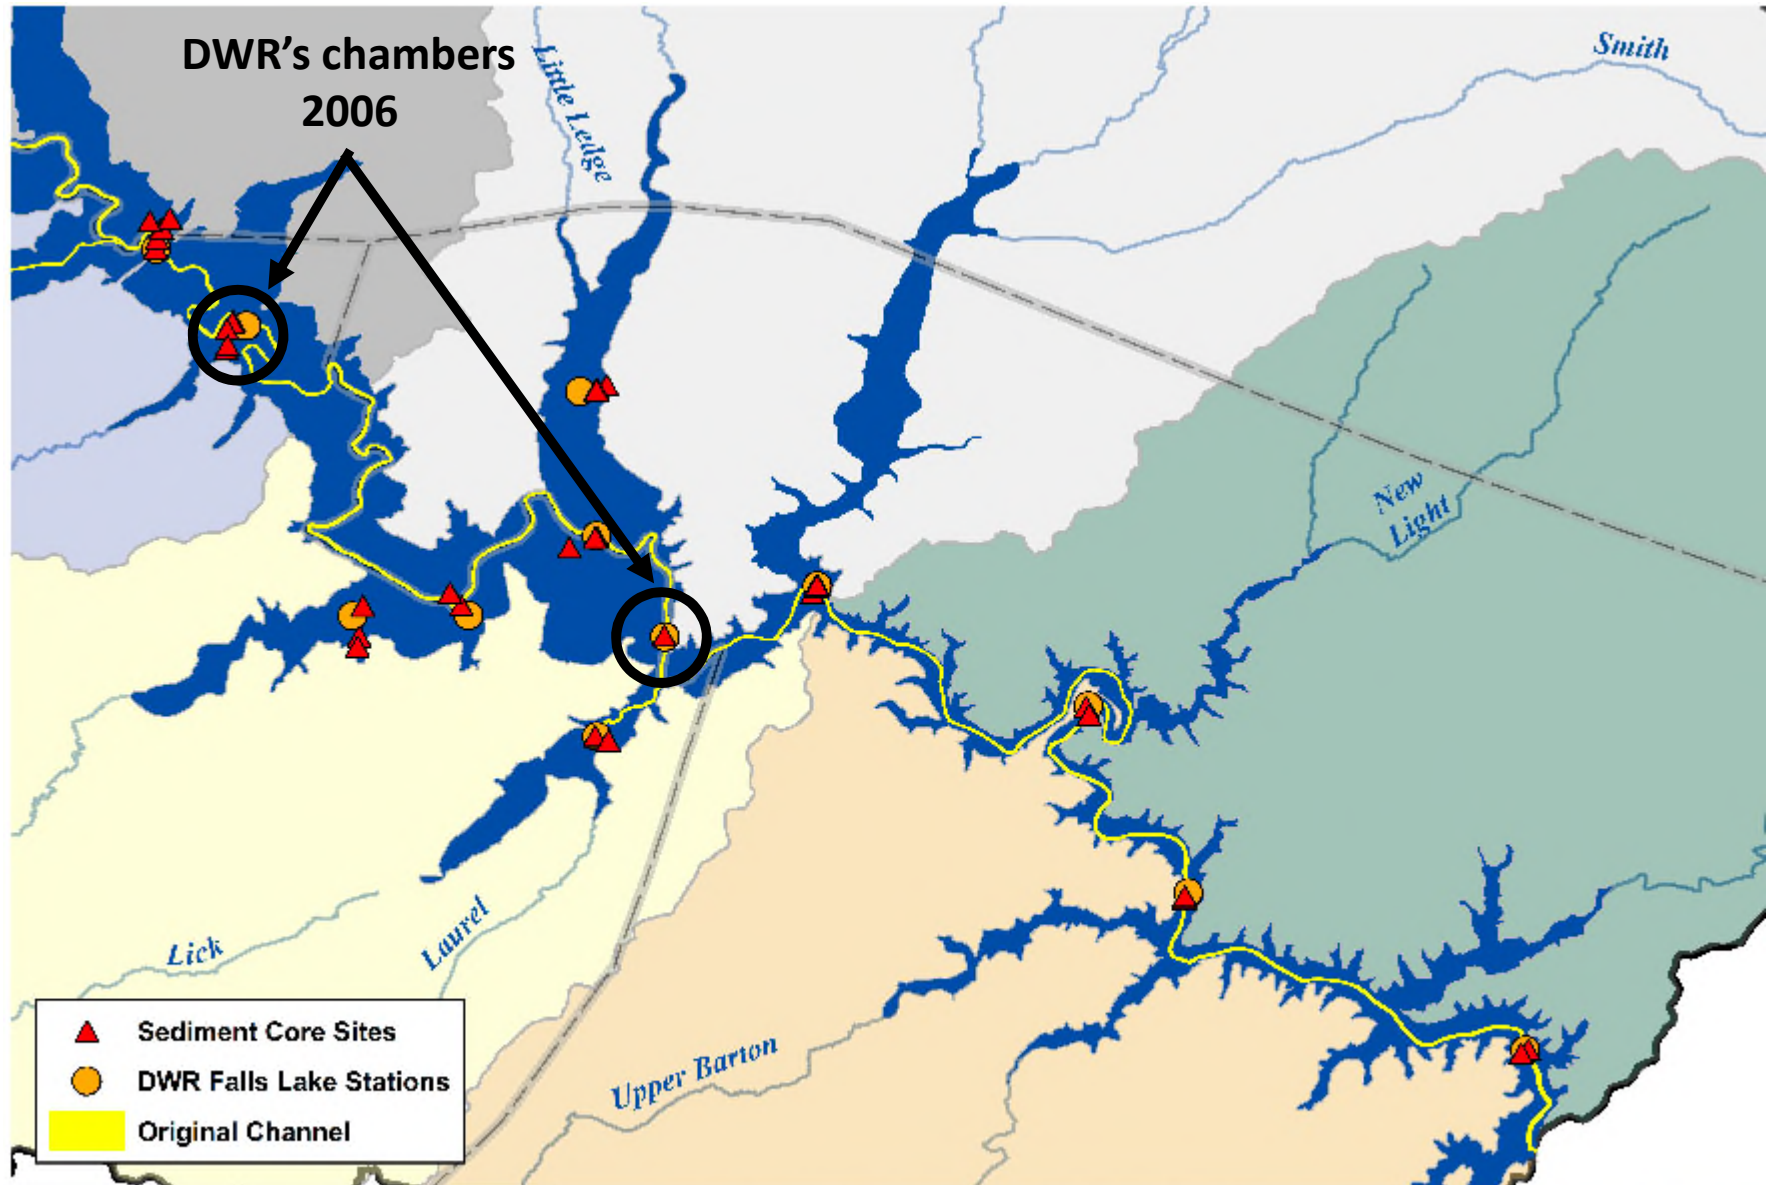 DWR’s chambers
2006
Little Ledge
Smith
New
Light
Lick
Laurel
Upper Barton
Sediment Core Sites
DWR Falls Lake Stations
Original Channel